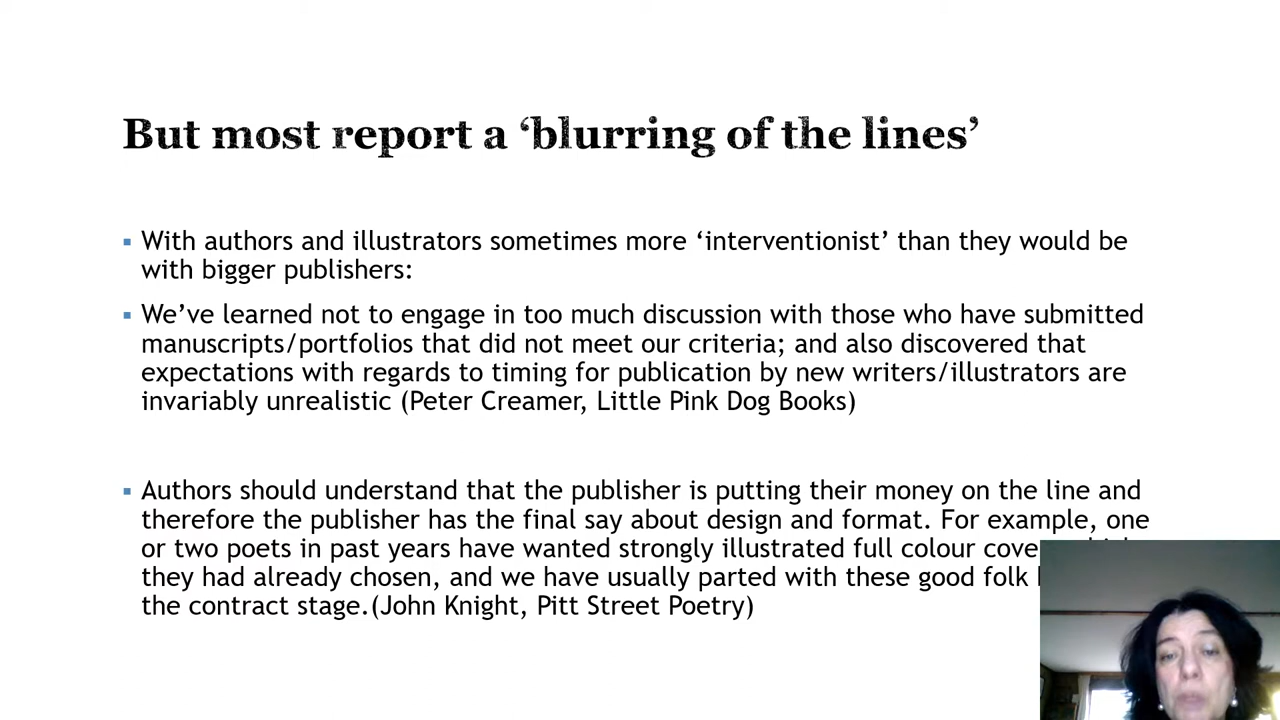 But most report a ‘blurring of the lines’
▪ With authors and illustrators sometimes more ‘interventionist’ than they would be
with bigger publishers:
▪ We’ve learned not to engage in too much discussion with those who have submitted
manuscripts/portfolios that did not meet our criteria; and also discovered that
expectations with regards to timing for publication by new writers/illustrators are
invariably unrealistic (Peter Creamer, Little Pink Dog Books)
▪ Authors should understand that the publisher is putting their money on the line and
therefore the publisher has the final say about design and format. For example, one
or two poets in past years have wanted strongly illustrated full colour
they had already chosen, and we have usually parted with these good folk
the contract stage.(John Knight, Pitt Street Poetry)